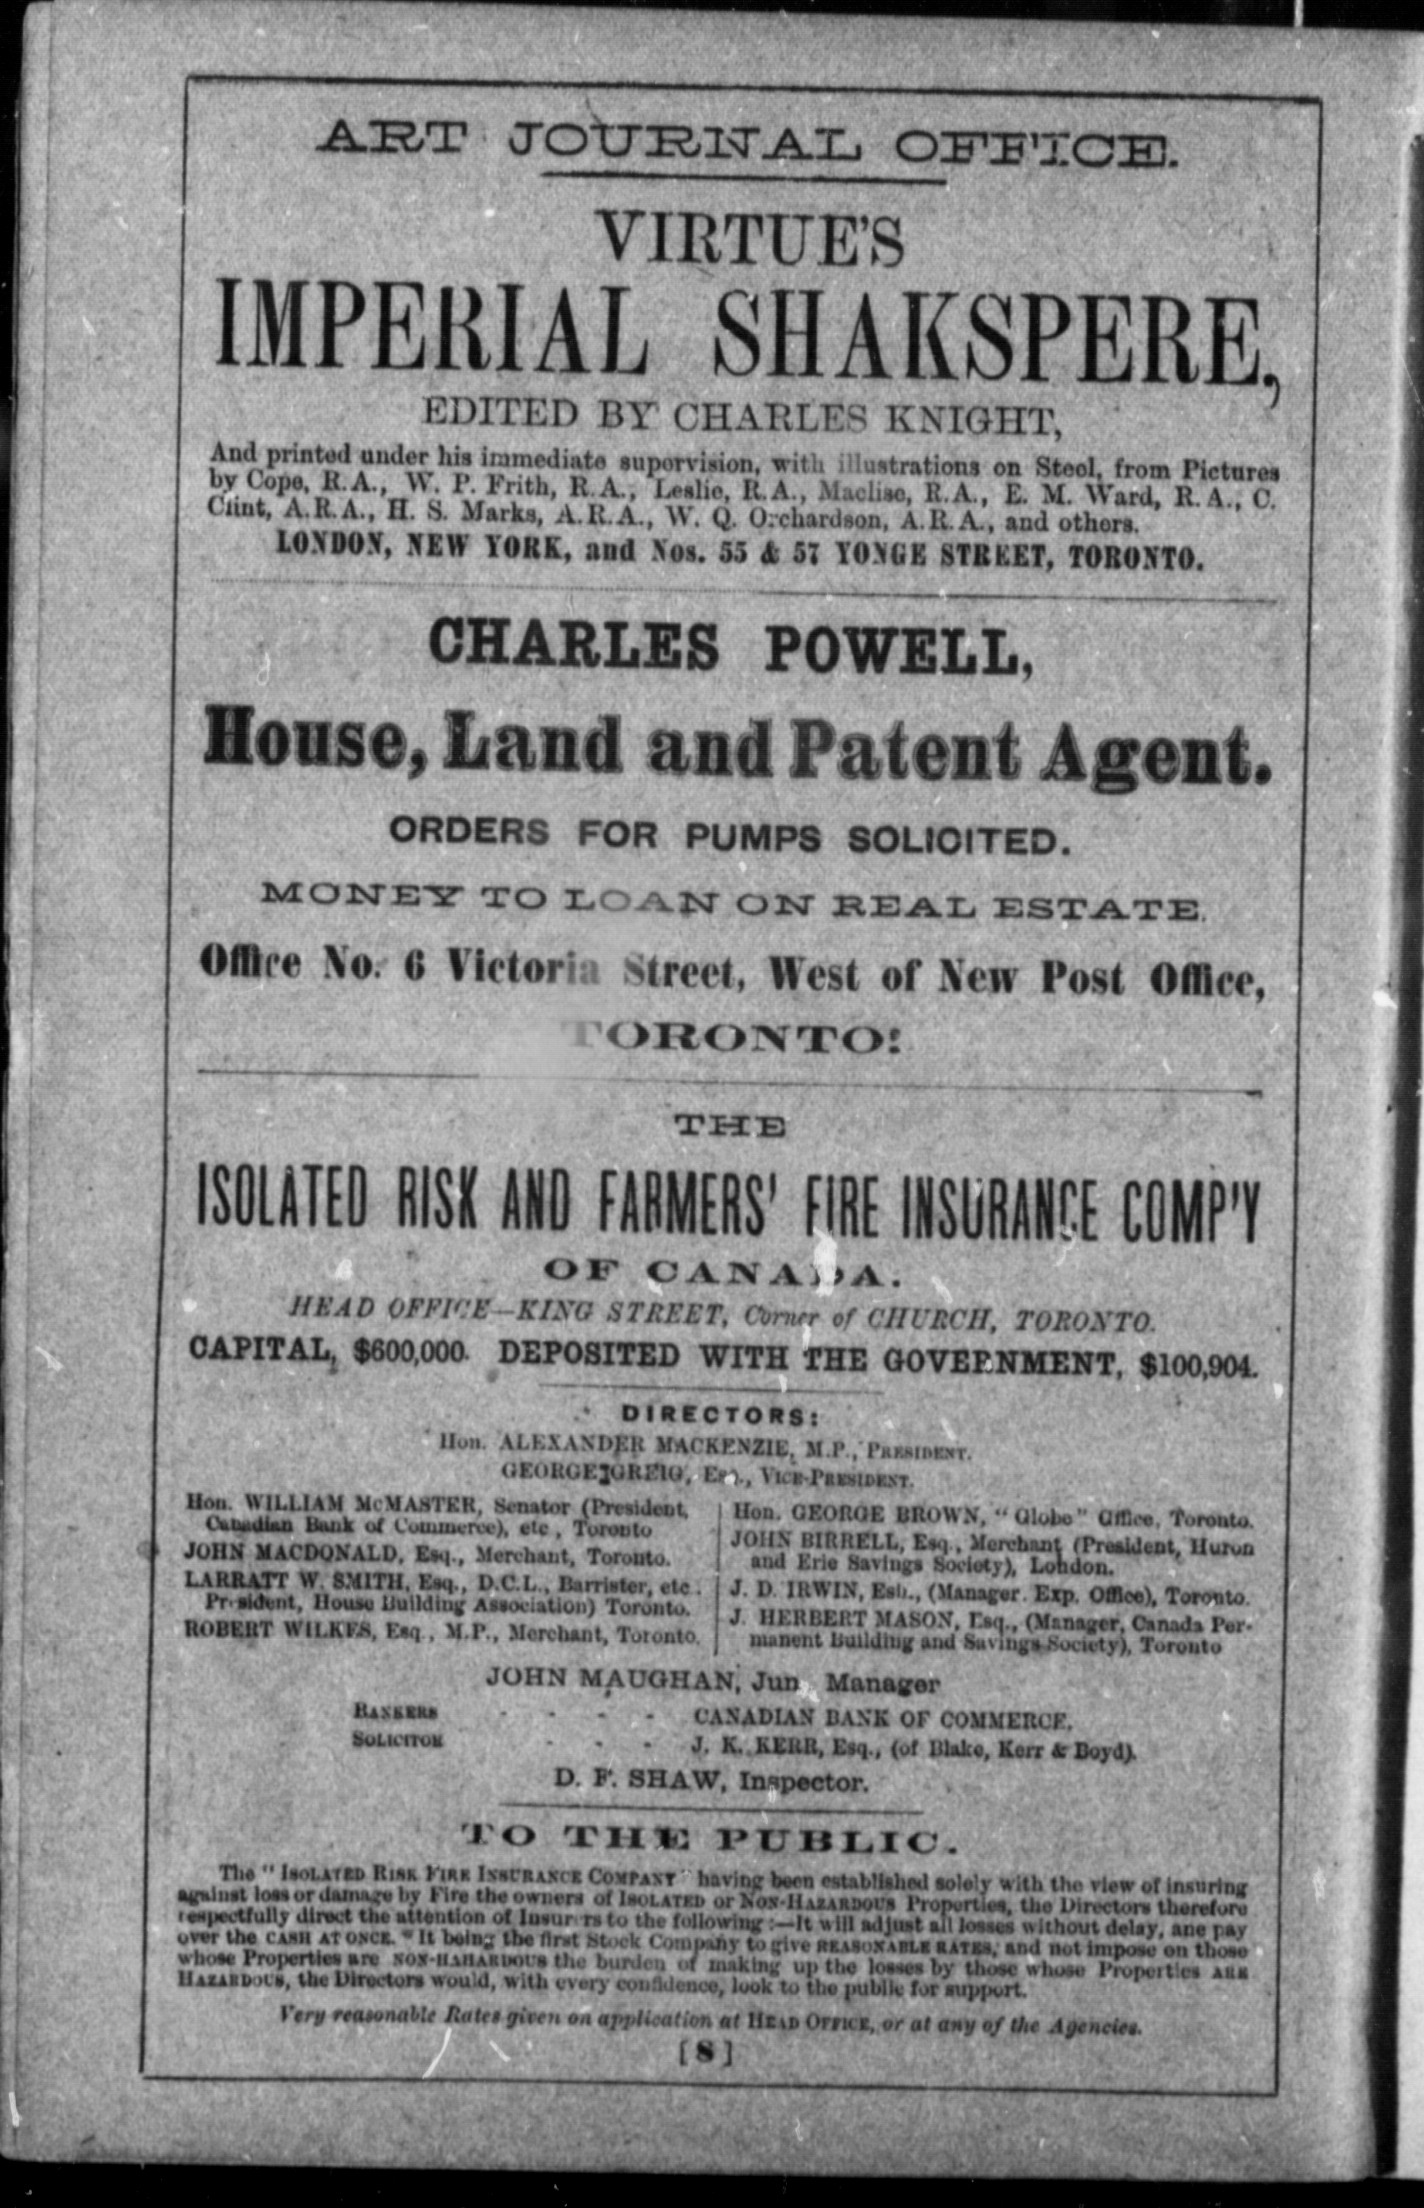 ART JOURNAL OFFICE.
VIRTUE'S
IMPERIAL SHAKSPERE,
EDITED BY CHARLES KNIGHT,
And printed under his immediate supervision, with illustrations on Steel, from Pictures
by Cope, R.A., W. P. Frith, R.A., Leslie, R.A., Maclise, R.A., E. M. Ward, R.A., C.
Clint, A.R.A., H. S. Marks, A.R.A., W. Q. Orchardson, A.R.A., and others.
LONDON, NEW YORK, and Nos. 55 & 57 YONGE STREET, TORONTO.
CHARLES POWELL,
House, Land and Patent Agent.
ORDERS FOR PUMPS SOLICITED.
MONEY TO LOAN ON REAL ESTATE.
Office No. 6 Victoria Street, West of New Post Office,
TORONTO!
THE
ISOLATED RISK AND FARMERS' FIRE INSURANCE COMP'Y
OF CANADA.
HEAD OFFICE—KING STREET, Corner of CHURCH, TORONTO.
CAPITAL, $600,000. DEPOSITED WITH THE GOVERNMENT, $100,904.
DIRECTORS:
Hon. ALEXANDER MACKENZIE, M.P., PRESIDENT.
GEORGE GREIG, Esq., VICE-PRESIDENT.
Hon. WILLIAM McMASTER, Senator (President,
Canadian Bank of Commerce), etc, Toronto
JOHN MACDONALD, Esq., Merchant, Toronto.
LARRATT W. SMITH, Esq., D.C.L., Barrister, etc.
President, House Building Association) Toronto.
ROBERT WILKES, Esq., M.P., Merchant, Toronto.
Hon. GEORGE BROWN, "Globe" Office, Toronto.
JOHN BIRRELL, Esq., Merchant (President, Huron
and Erie Savings Society), London.
J. D. IRWIN, Esh., (Manager. Exp. Office), Toronto.
J. HERBERT MASON, Esq., (Manager, Canada Per-
manent Building and Savings Society), Toronto
JOHN MAUGHAN, Jun, Manager
BANKERS - - - - CANADIAN BANK OF COMMERCE.
SOLICITOR - - - J. K. KERR, Esq., (of Blake, Kerr & Boyd).
D. F. SHAW, Inspector.
TO THE PUBLIC.
The "ISOLATED RISK FIRE INSURANCE COMPANY" having been established solely with the view of insuring
against loss or damage by Fire the owners of ISOLATED or NON-HAZARDOUS Properties, the Directors therefore
respectfully direct the attention of Insurers to the following:—It will adjust all losses without delay, ane pay
over the CASH AT ONCE. It being the first Stock Company to give REASONABLE RATES, and not impose on those
whose Properties are NON-HAHARDOUS the burden of making up the losses by those whose Properties ARE
HAZARDOUS, the Directors would, with every confidence, look to the public for support.
Very reasonable Rates given on application at HEAD OFFICE, or at any of the Agencies.
[8]